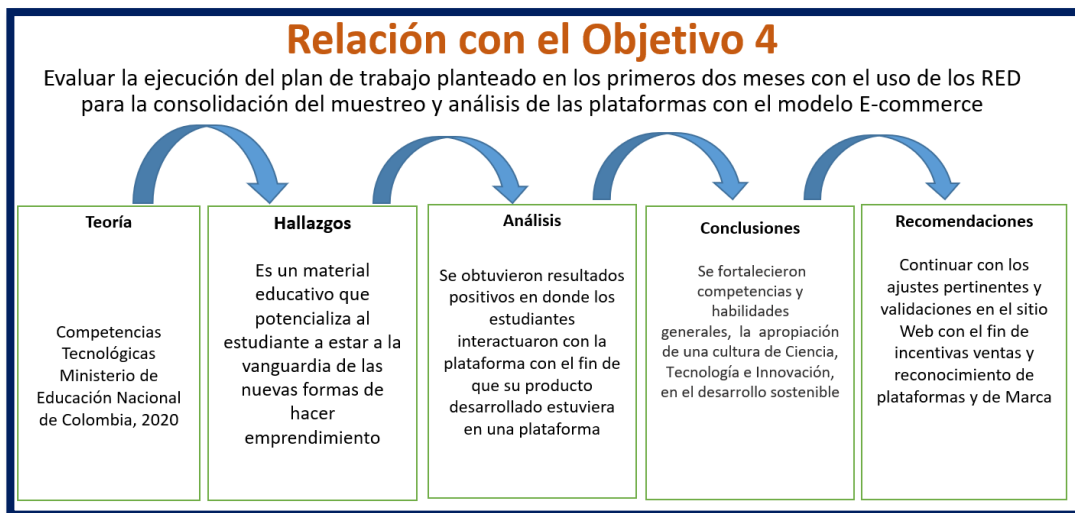 Relación con el Objetivo 4
Evaluar la ejecución del plan de trabajo planteado en los primeros dos meses con el uso de los RED
para la consolidación del muestreo y análisis de las plataformas con el modelo E-commerce
Teoría
Competencias
Tecnológicas
Ministerio de
Educación Nacional
de Colombia, 2020
Hallazgos
Es un material
educativo que
potencializa al
estudiante a estar a la
vanguardia de las
nuevas formas de
hacer
emprendimiento
Análisis
Se obtuvieron resultados
positivos en donde los
estudiantes
interactuaron con la
plataforma con el fin de
que su producto
desarrollado estuviera
en una plataforma
Conclusiones
Se fortalecieron
competencias y
habilidades
generales, la apropiación
de una cultura de Ciencia,
Tecnología e Innovación,
en el desarrollo sostenible
Recomendaciones
Continuar con los
ajustes pertinentes y
validaciones en el sitio
Web con el fin de
incentivas ventas y
reconocimiento de
plataformas y de Marca